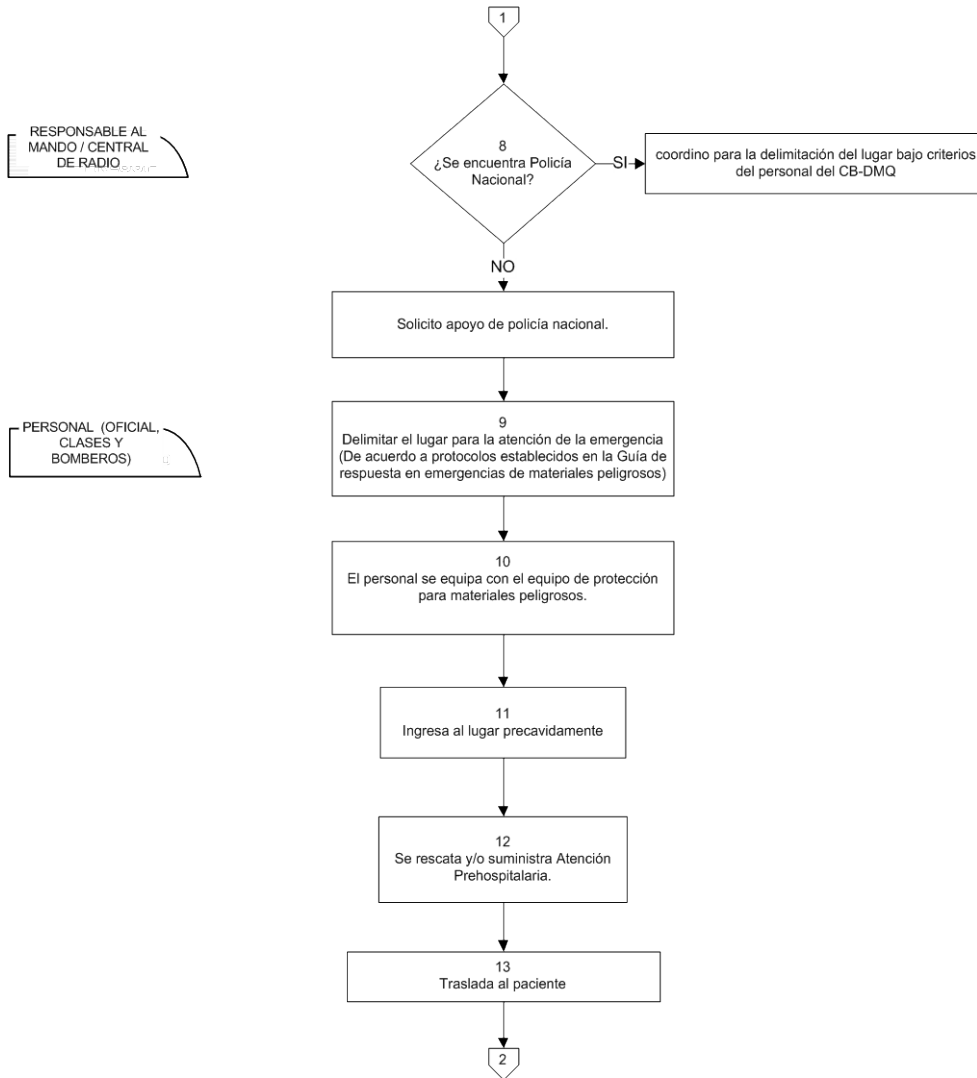 1
RESPONSABLE AL
MANDO / CENTRAL
DE RADIO
8
¿Se encuentra Policía
Nacional?
SI
coordino para la delimitación del lugar bajo criterios
del personal del CB-DMQ
NO
Solicito apoyo de policía nacional.
PERSONAL (OFICIAL,
CLASES Y
BOMBEROS)
9
Delimitar el lugar para la atención de la emergencia
(De acuerdo a protocolos establecidos en la Guía de
respuesta en emergencias de materiales peligrosos)
10
El personal se equipa con el equipo de protección
para materiales peligrosos.
11
Ingresa al lugar precavidamente
12
Se rescata y/o suministra Atención
Prehospitalaria.
13
Traslada al paciente
2